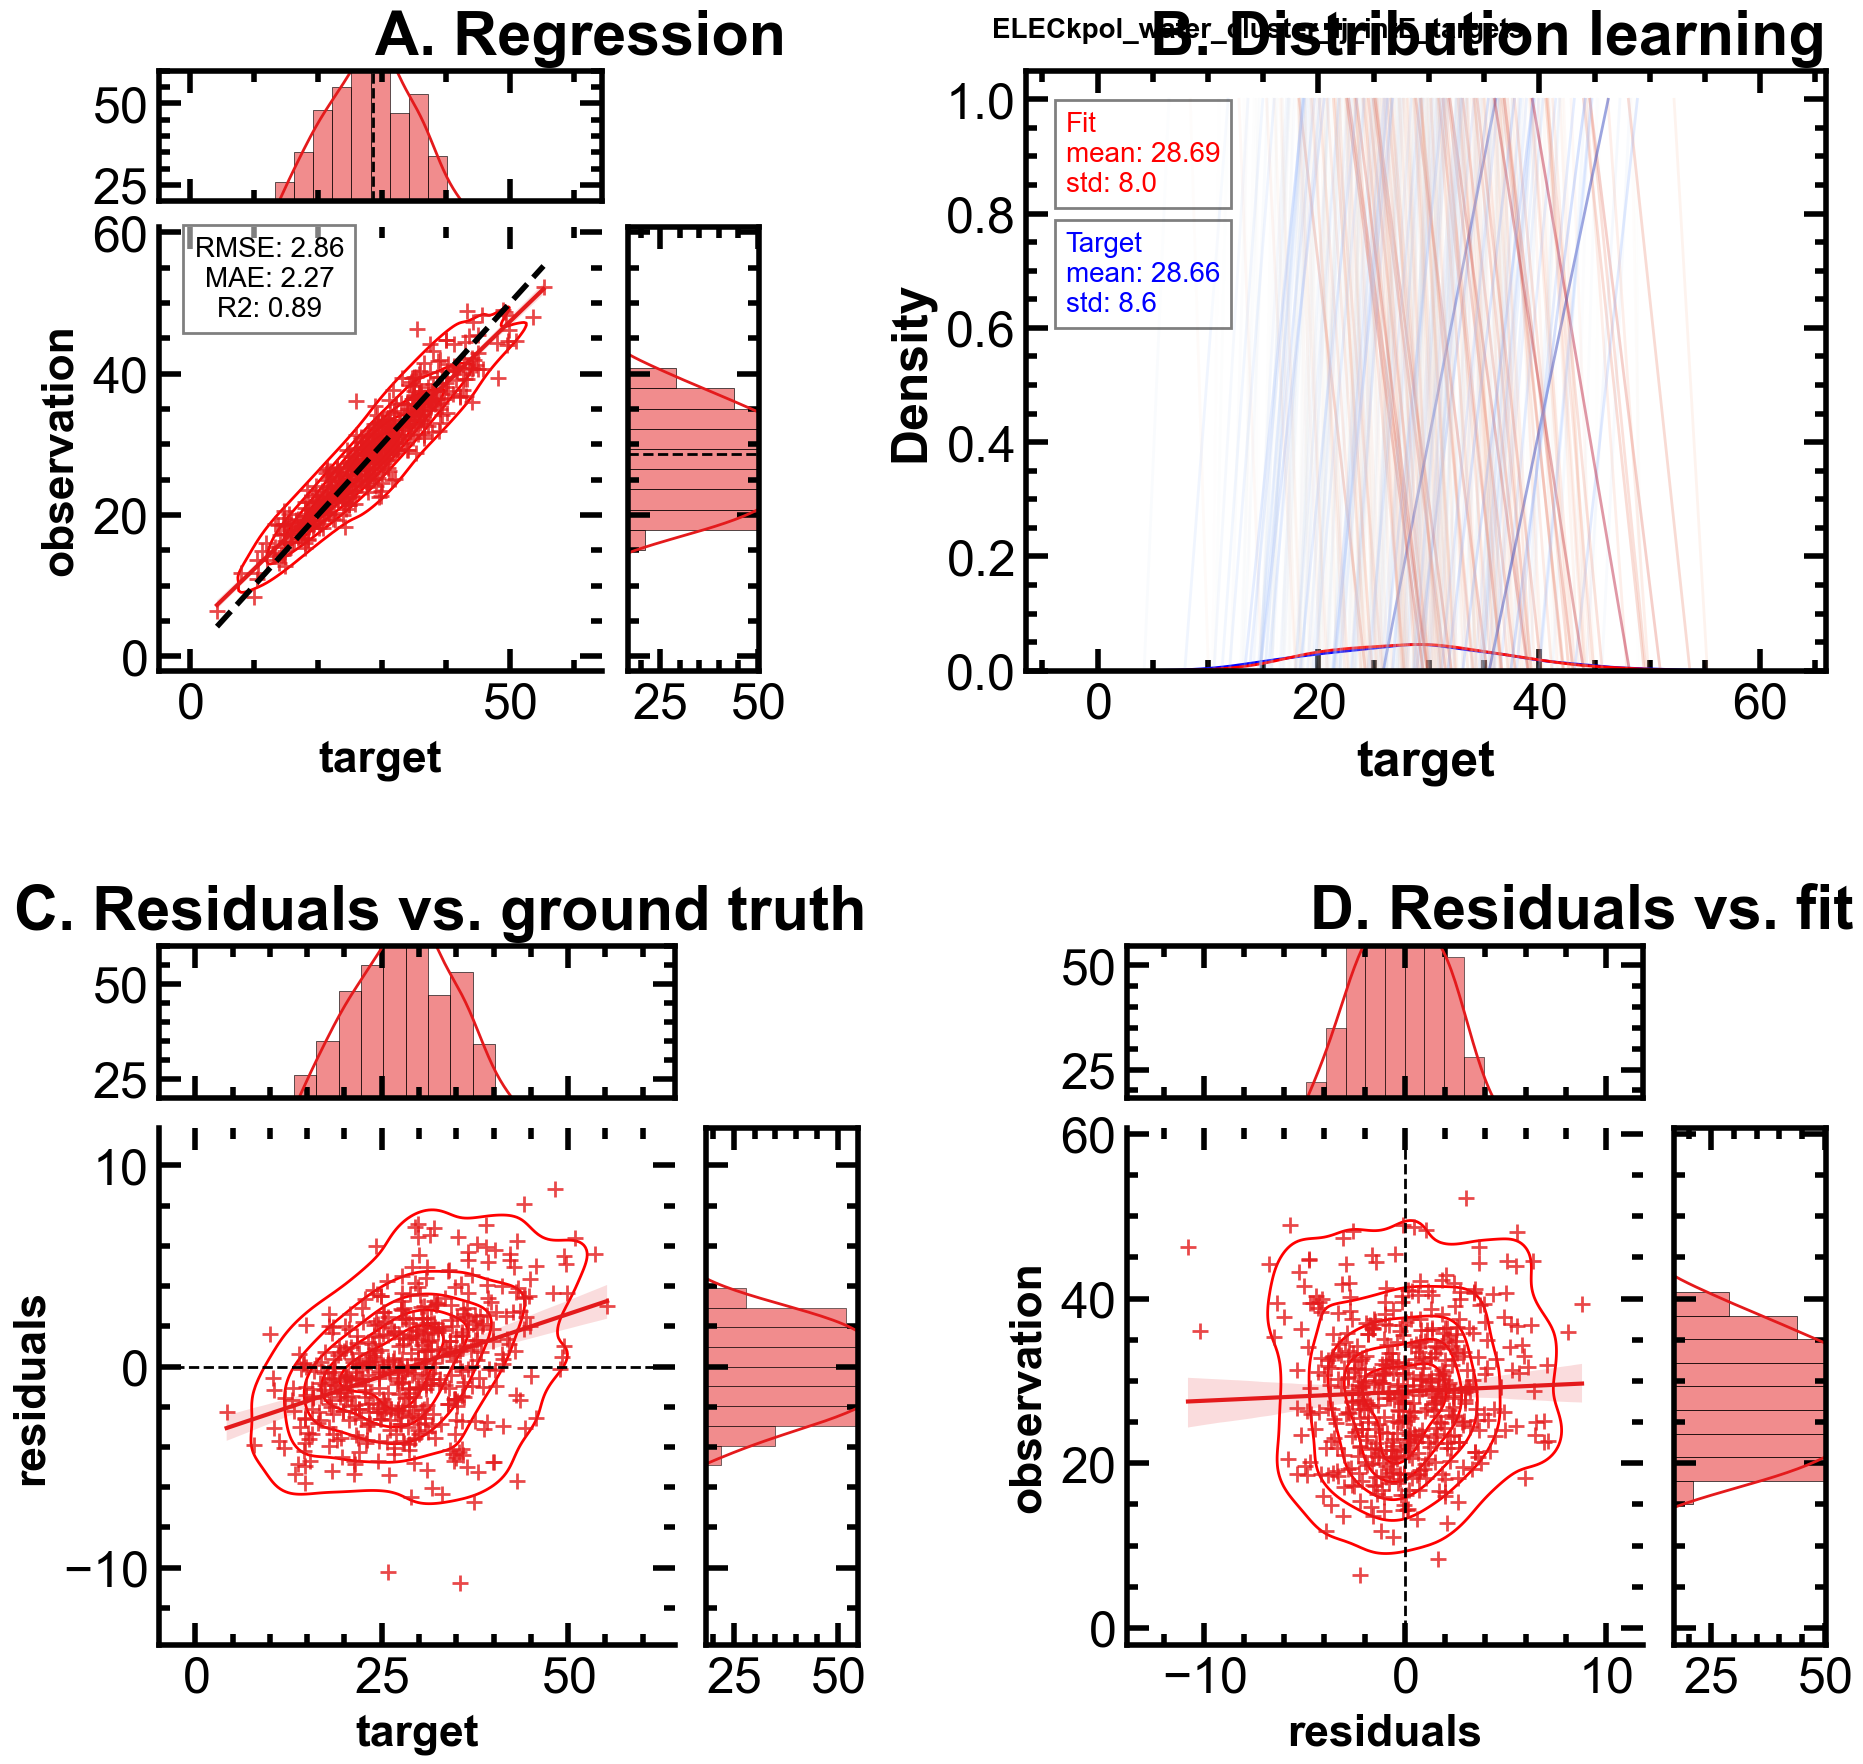 A. Regression
50
25
60
40
20
0
RMSE: 2.86
MAE: 2.27
R2: 0.89
observation
0
50
25
50
target
B. Distribution learning
1.0
0.8
0.6
0.4
0.2
0.0
Fit
mean: 28.69
std: 8.0
Target
mean: 28.66
std: 8.6
Density
0
20
40
60
target
C. Residuals vs. ground truth
50
25
10
0
−10
residuals
0
25
50
25
50
target
D. Residuals vs. fit
50
25
60
40
20
0
observation
−10
0
10
25
50
residuals